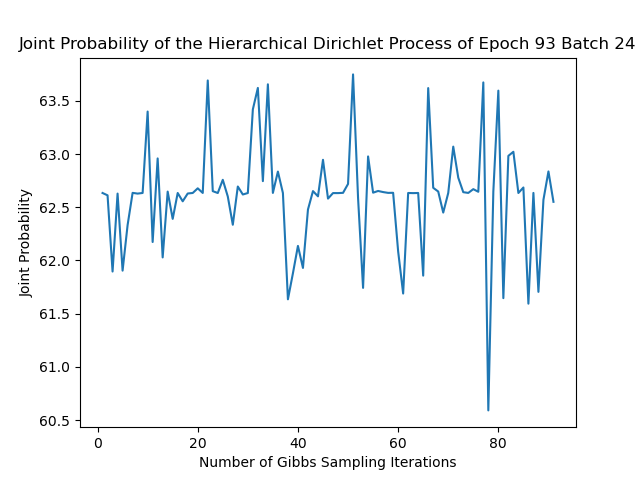 Joint Probability of the Hierarchical Dirichlet Process of Epoch 93 Batch 24
63.5
63.0
62.5
62.0
61.5
61.0
60.5
Joint Probability
0 20 40 60 80
Number of Gibbs Sampling Iterations